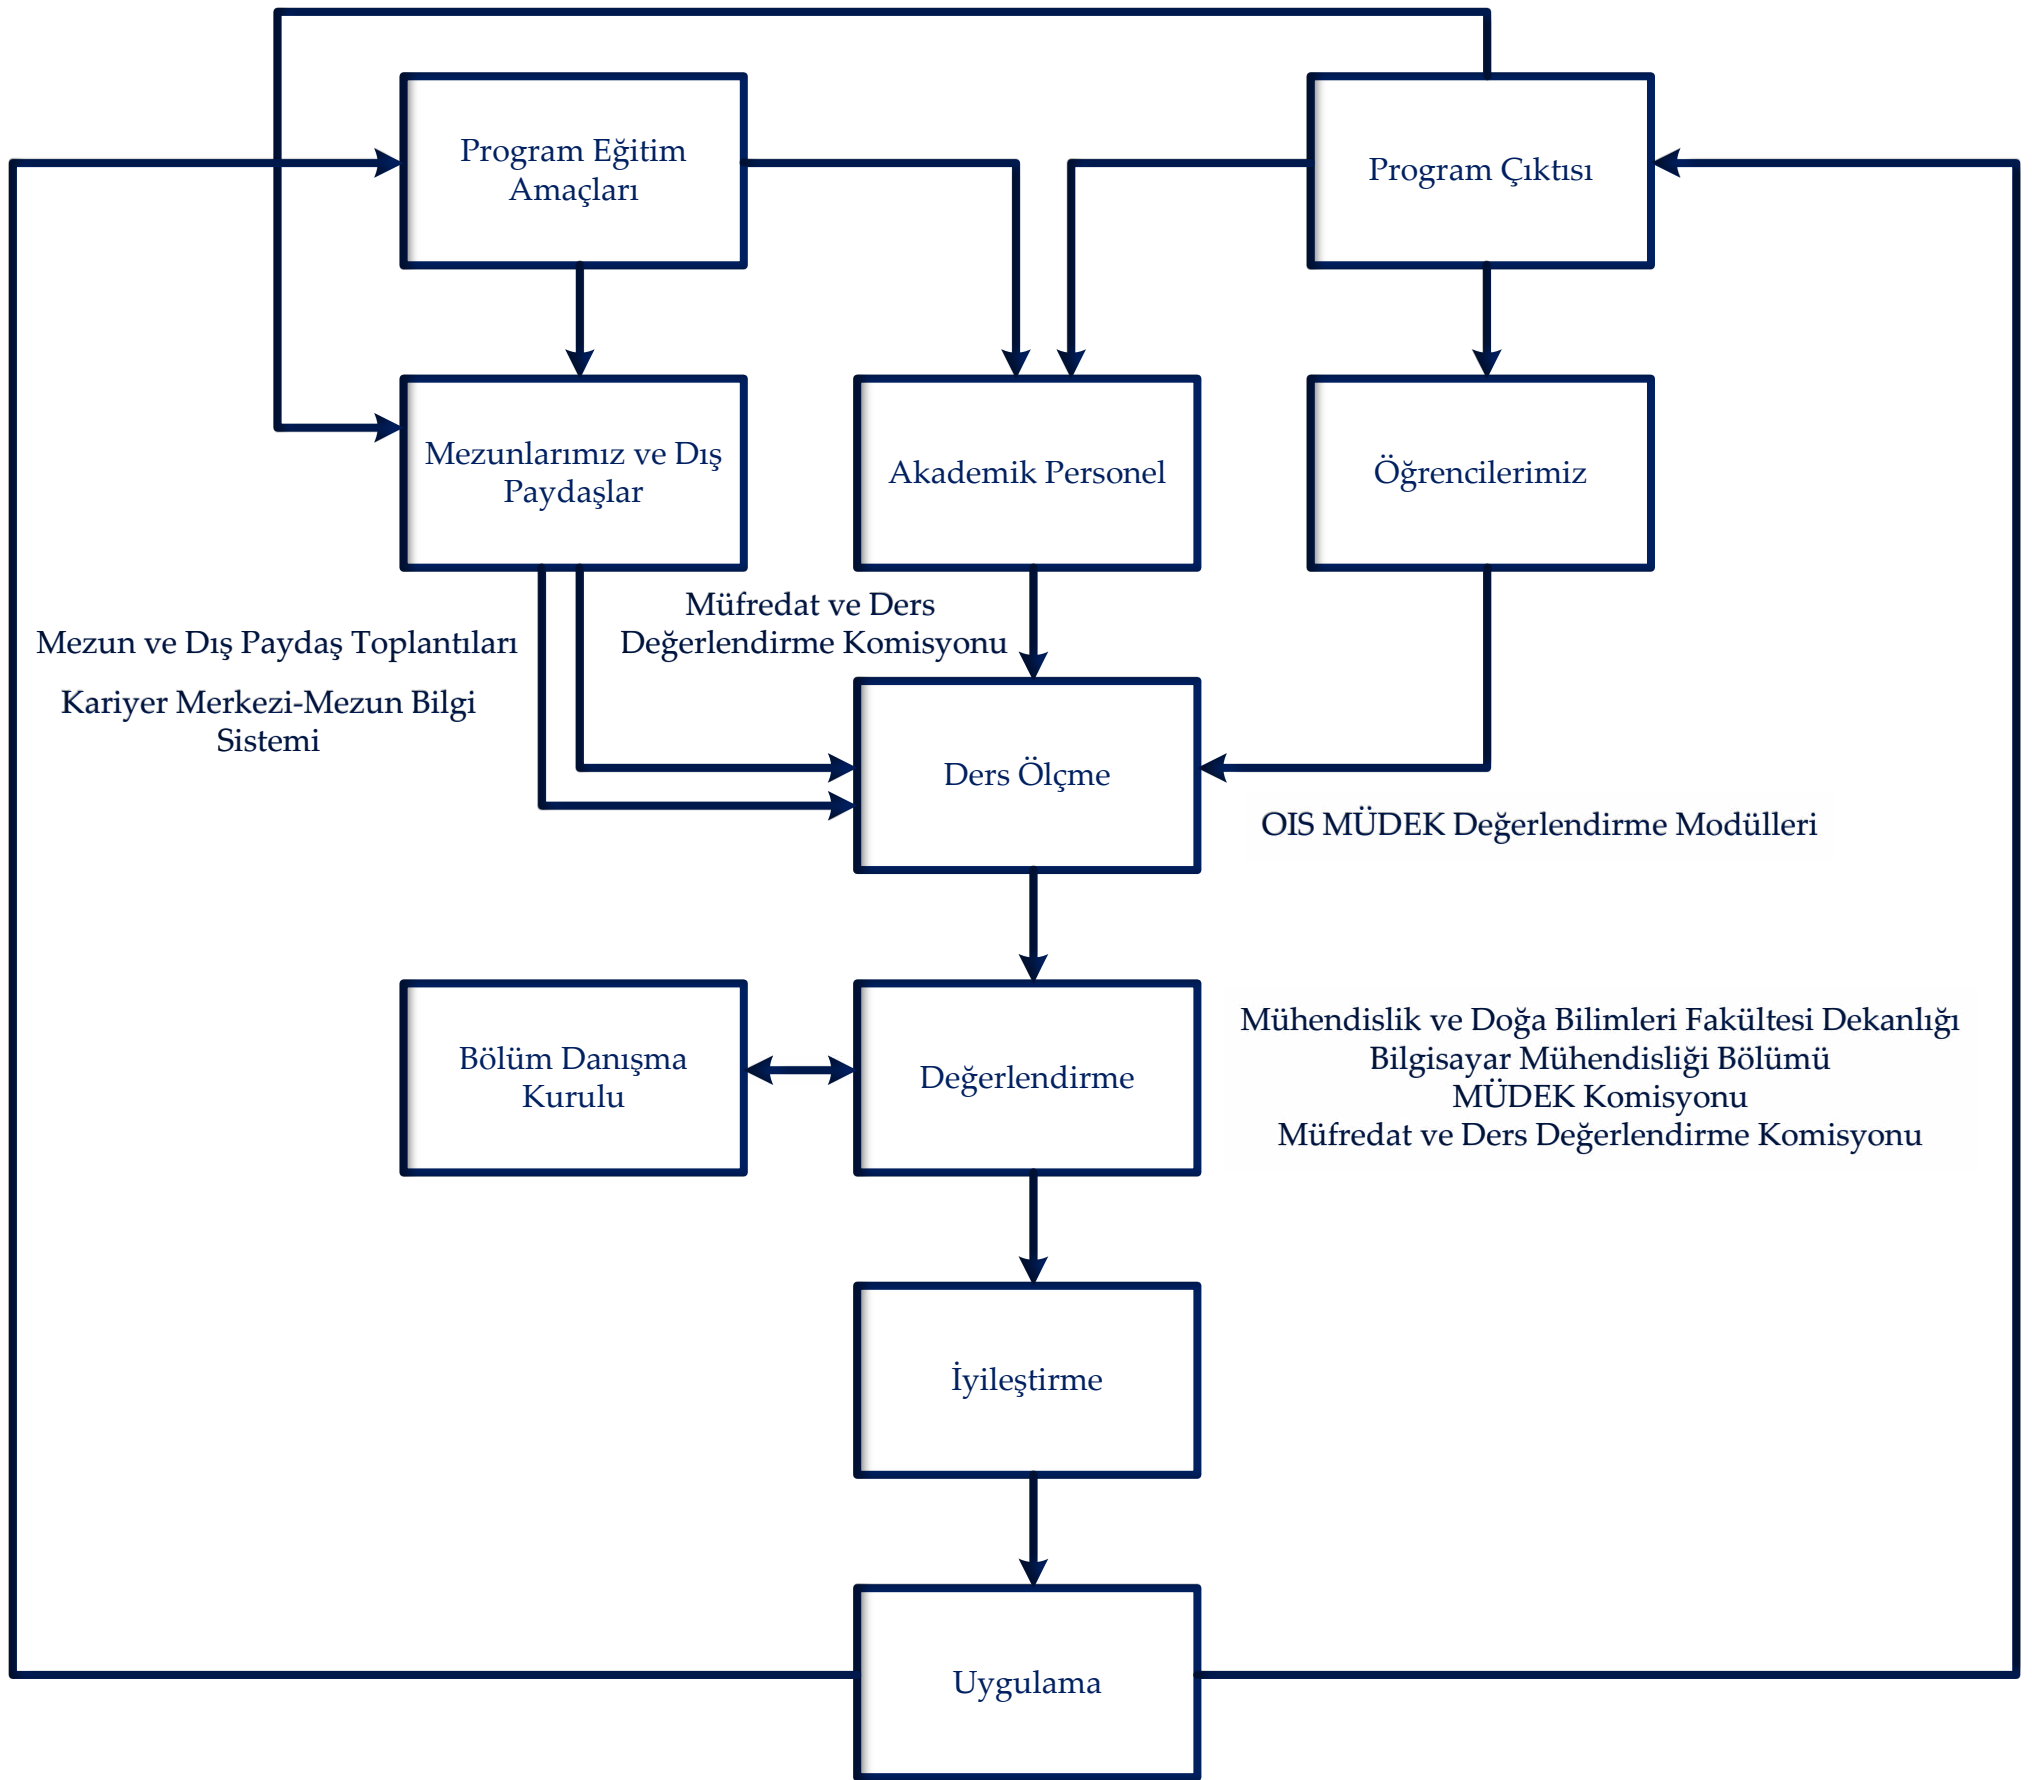 Program Eğitim
Amaçları
Program Çıktısı
Mezunlarımız ve Dış
Paydaşlar
Akademik Personel
Öğrencilerimiz
Müfredat ve Ders
Değerlendirme Komisyonu
Mezun ve Dış Paydaş Toplantıları
Kariyer Merkezi-Mezun Bilgi
Sistemi
Ders Ölçme
OIS MÜDEK Değerlendirme Modülleri
Bölüm Danışma
Kurulu
Değerlendirme
Mühendislik ve Doğa Bilimleri Fakültesi Dekanlığı
Bilgisayar Mühendisliği Bölümü
MÜDEK Komisyonu
Müfredat ve Ders Değerlendirme Komisyonu
İyileştirme
Uygulama